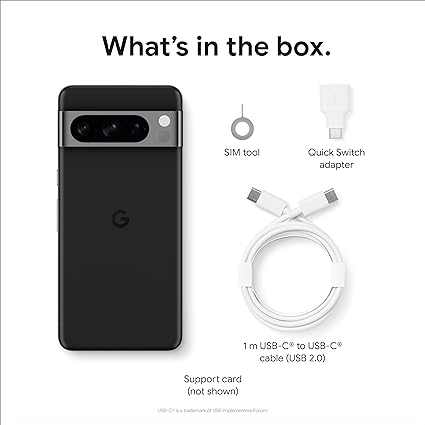 What's in the box.
SIM tool
Quick Switch
adapter
G
1 m USB-C® to USB-C®
cable (USB 2.0)
Support card
(not shown)
USB-C® is a trademark of USB Implementers Forum.